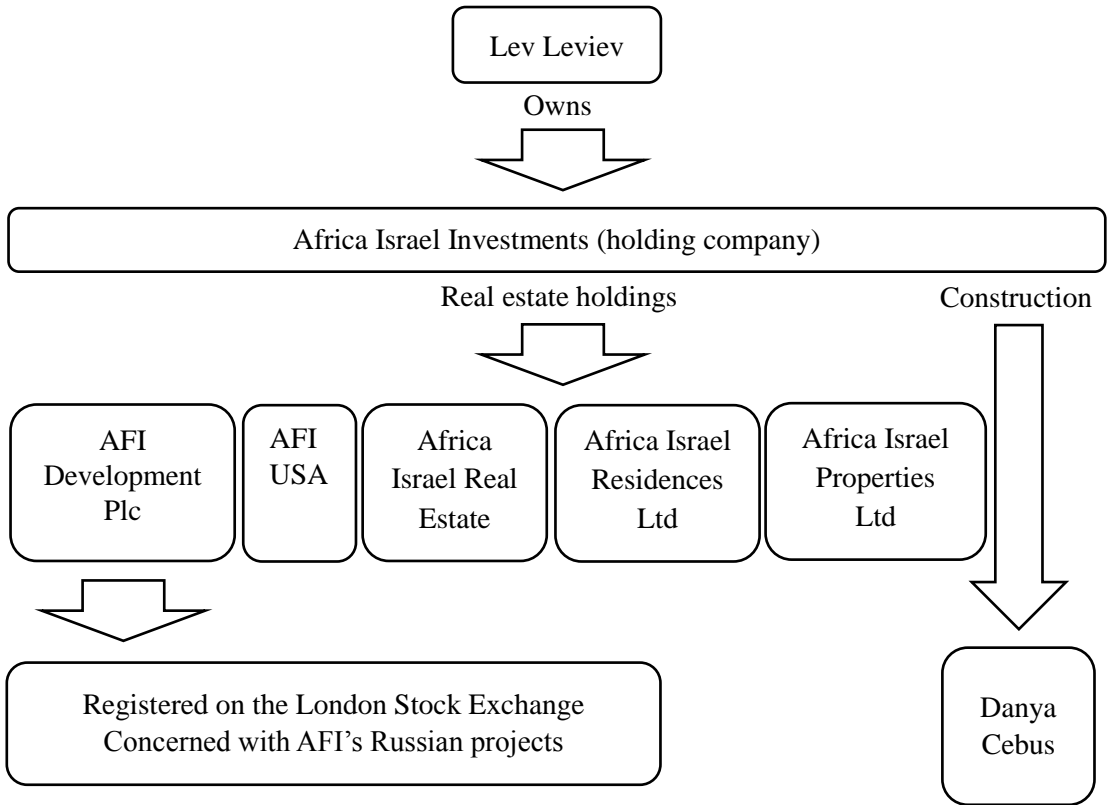 Lev Leviev
Owns
Africa Israel Investments (holding company)
Real estate holdings
Construction
AFI
Development
Plc
AFI
USA
Africa
Israel Real
Estate
Africa Israel
Residences
Ltd
Africa Israel
Properties
Ltd
Registered on the London Stock Exchange
Concerned with AFI’s Russian projects
Danya
Cebus